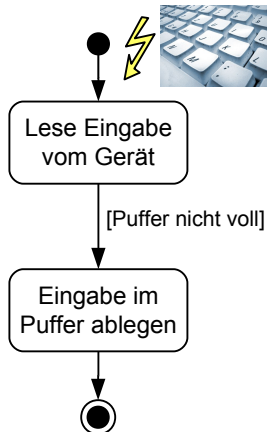 Lese Eingabe
vom Gerät
[Puffer nicht voll]
Eingabe im
Puffer ablegen